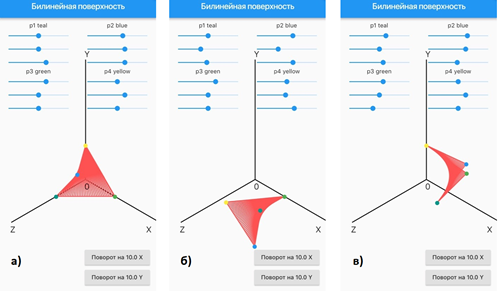 Билинейная поверхность
p1 teal p2 blue
Y
p3 green p4 yellow
0
Z X
а)
Поворот на 10.0 X
Поворот на 10.0 Y
Билинейная поверхность
p1 teal p2 blue
Y
p3 green p4 yellow
0
Z X
б)
Поворот на 10.0 X
Поворот на 10.0 Y
Билинейная поверхность
p1 teal p2 blue
Y
p3 green p4 yellow
0
Z X
в)
Поворот на 10.0 X
Поворот на 10.0 Y